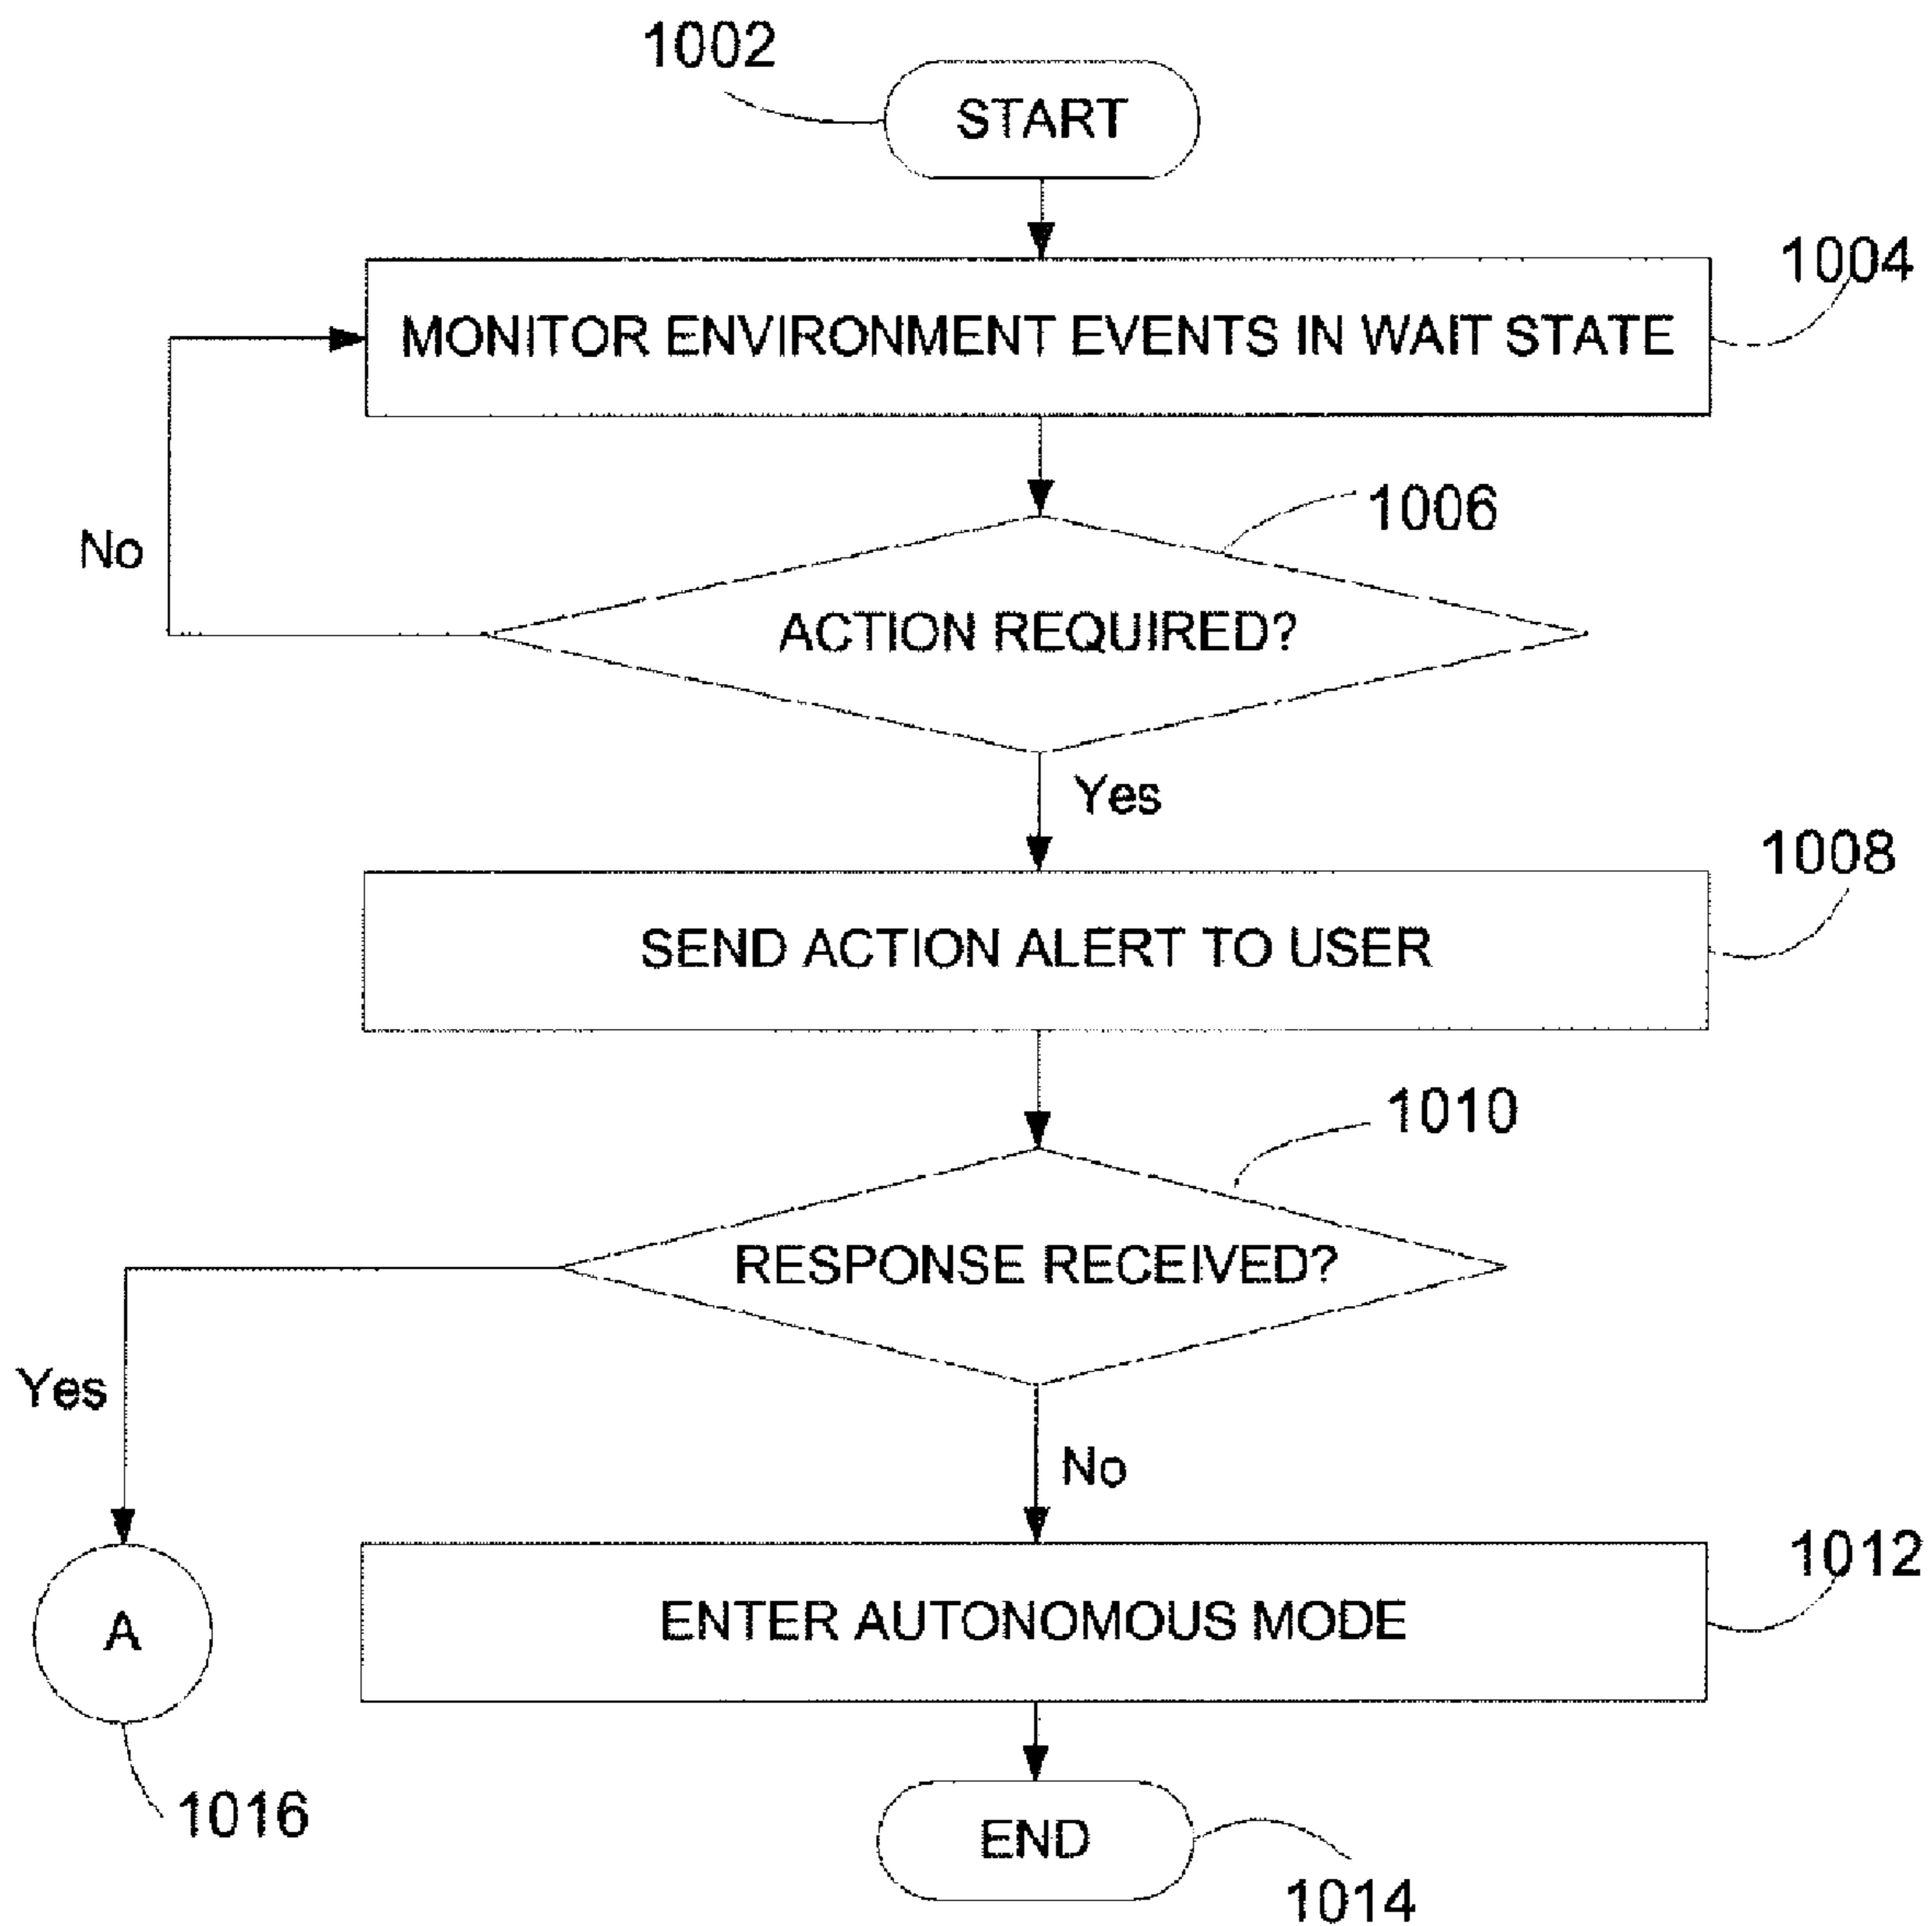 1002
START
1004
MONITOR ENVIRONMENT EVENTS IN WAIT STATE
1006
No
ACTION REQUIRED?
Yes
1008
SEND ACTION ALERT TO USER
1010
RESPONSE RECEIVED?
Yes
No
1012
A
ENTER AUTONOMOUS MODE
1016
END
1014